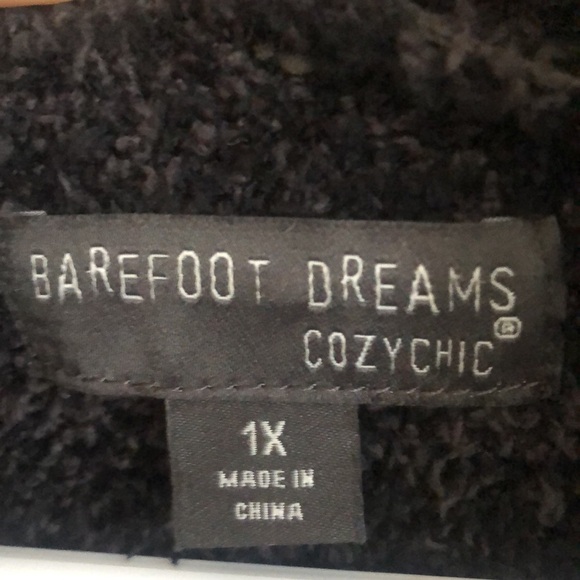 BAREFOOT DREAMS
COZYCHIC®
1X
MADE IN
CHINA